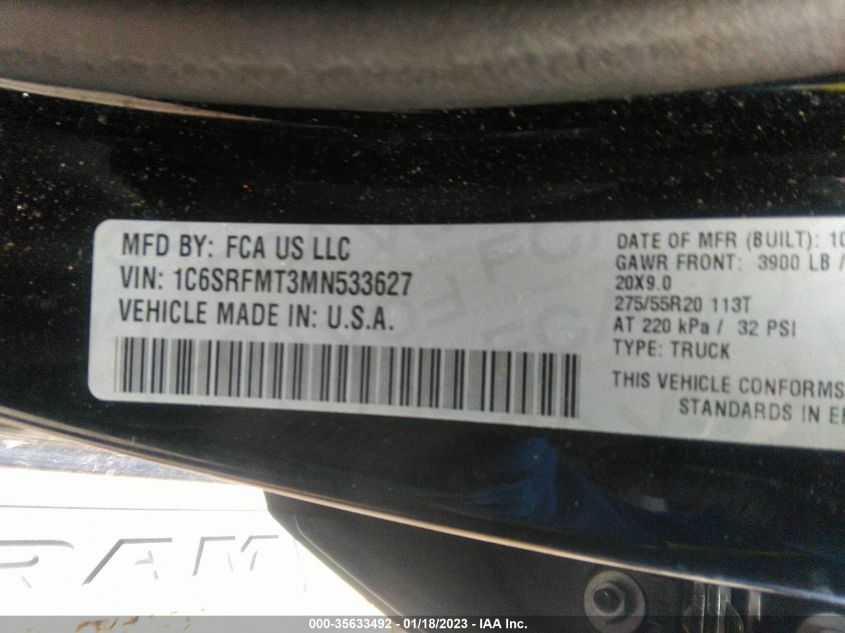 MFD BY: FCA US LLC
VIN: 1C6SRFMT3MN533627
VEHICLE MADE IN: U.S.A.
DATE OF MFR (BUILT): 10
GAWR FRONT: 3900 LB /
20X9.0
275/55R20 113T
AT 220 kPa / 32 PSI
TYPE: TRUCK
THIS VEHICLE CONFORMS
STANDARDS IN EF
RAM
000-35633492 - 01/18/2023 - IAA Inc.